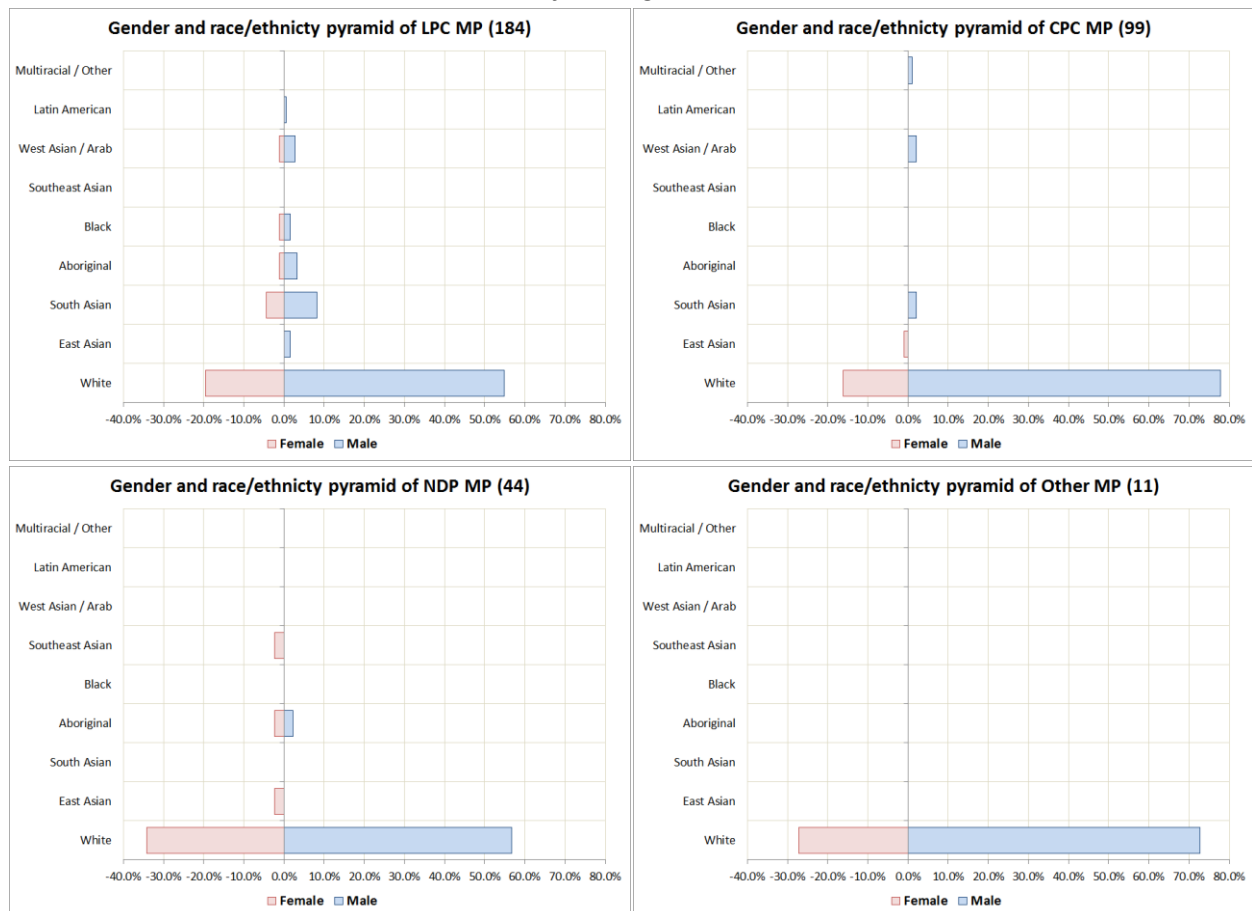 Gender and race/ethnicty pyramid of LPC MP (184)
Multiracial / Other
Latin American
West Asian / Arab
Southeast Asian
Black
Aboriginal
South Asian
East Asian
White
-40.0% -30.0% -20.0% -10.0% 0.0% 10.0% 20.0% 30.0% 40.0% 50.0% 60.0% 70.0% 80.0%
Female Male
Gender and race/ethnicty pyramid of CPC MP (99)
Multiracial / Other
Latin American
West Asian / Arab
Southeast Asian
Black
Aboriginal
South Asian
East Asian
White
-40.0% -30.0% -20.0% -10.0% 0.0% 10.0% 20.0% 30.0% 40.0% 50.0% 60.0% 70.0% 80.0%
Female Male
Gender and race/ethnicty pyramid of NDP MP (44)
Multiracial / Other
Latin American
West Asian / Arab
Southeast Asian
Black
Aboriginal
South Asian
East Asian
White
-40.0% -30.0% -20.0% -10.0% 0.0% 10.0% 20.0% 30.0% 40.0% 50.0% 60.0% 70.0% 80.0%
Female Male
Gender and race/ethnicty pyramid of Other MP (11)
Multiracial / Other
Latin American
West Asian / Arab
Southeast Asian
Black
Aboriginal
South Asian
East Asian
White
-40.0% -30.0% -20.0% -10.0% 0.0% 10.0% 20.0% 30.0% 40.0% 50.0% 60.0% 70.0% 80.0%
Female Male